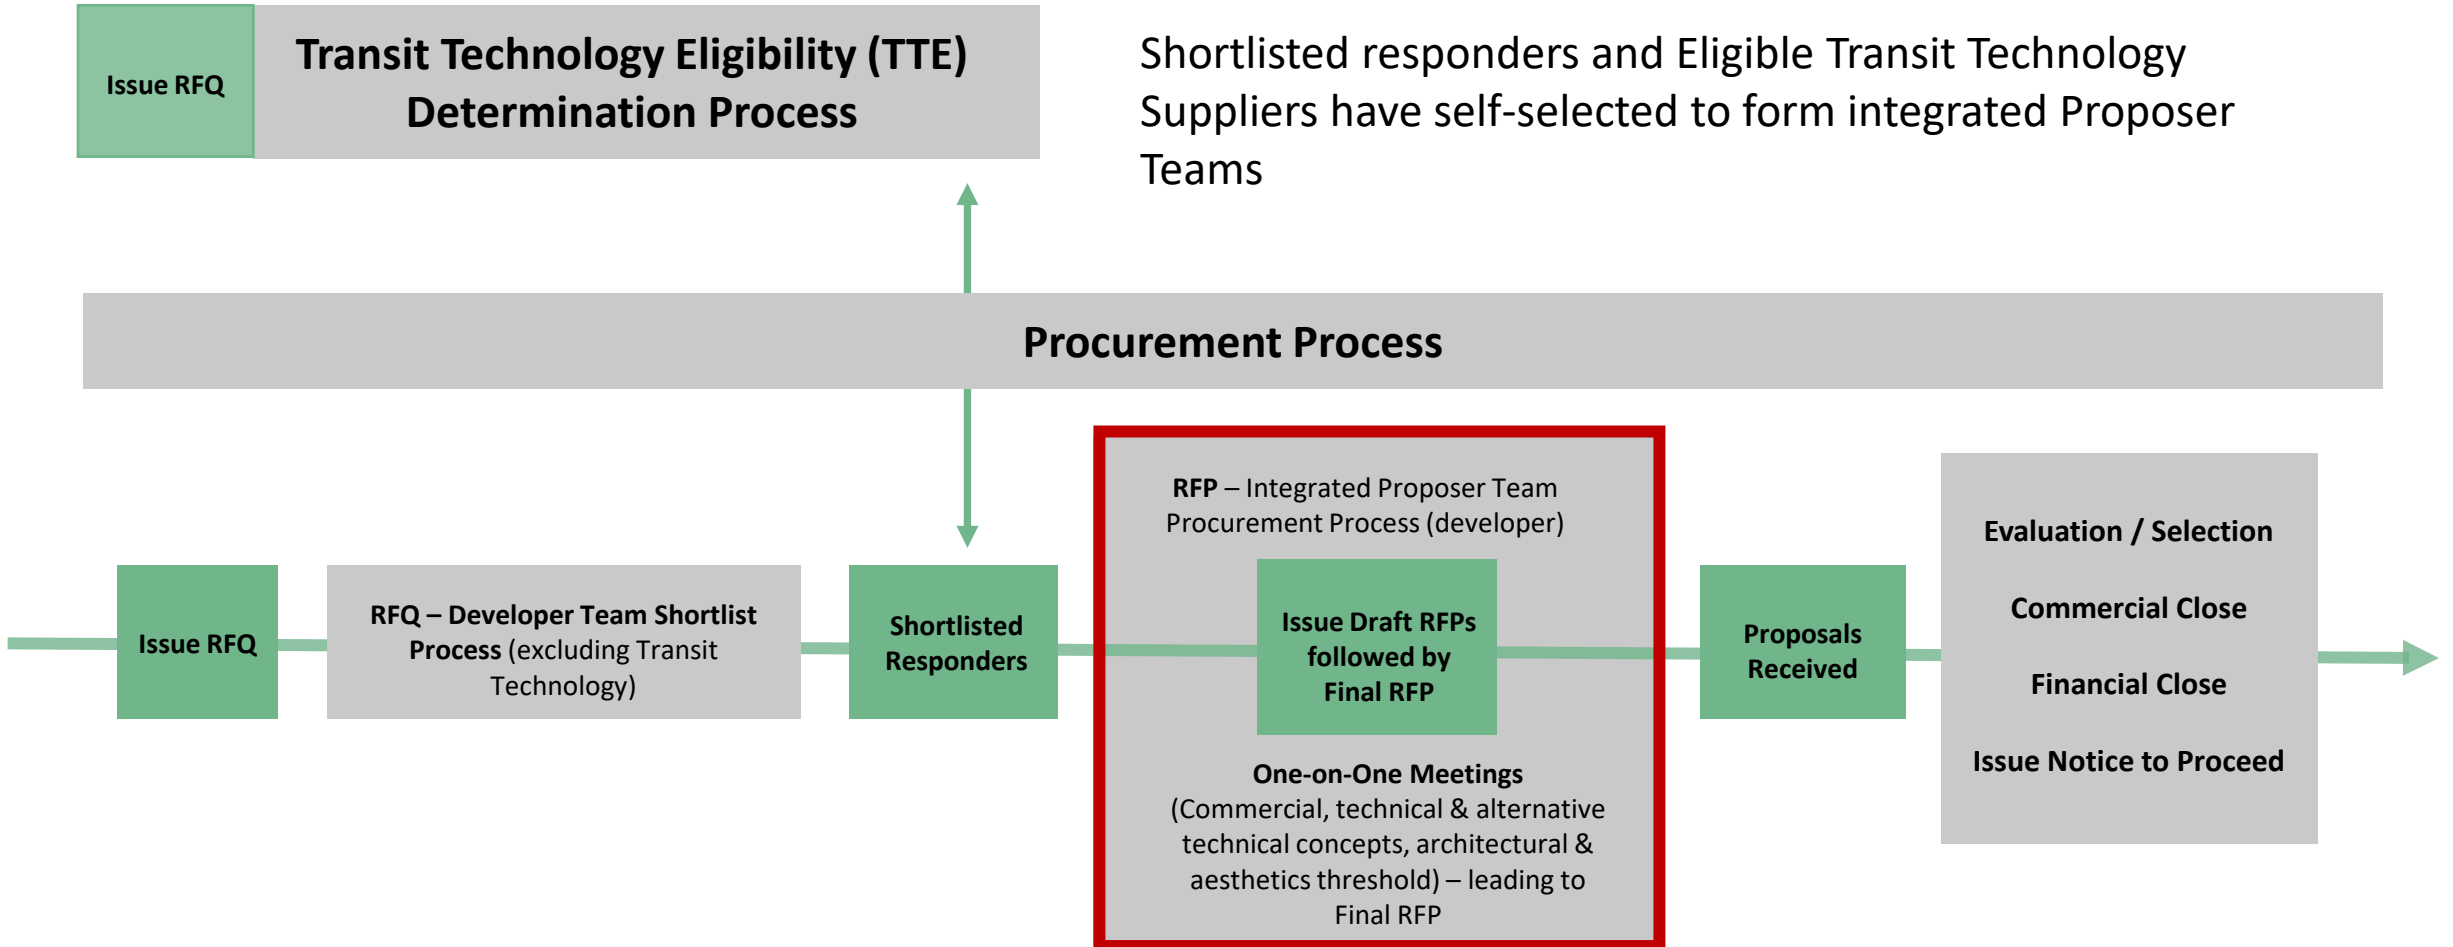 Issue RFQ
Transit Technology Eligibility (TTE)
Determination Process
Shortlisted responders and Eligible Transit Technology
Suppliers have self-selected to form integrated Proposer
Teams
Procurement Process
Issue RFQ
RFQ – Developer Team Shortlist
Process (excluding Transit
Technology)
Shortlisted
Responders
RFP – Integrated Proposer Team
Procurement Process (developer)
Issue Draft RFPs
followed by
Final RFP
One-on-One Meetings
(Commercial, technical & alternative
technical concepts, architectural &
aesthetics threshold) – leading to
Final RFP
Proposals
Received
Evaluation / Selection
Commercial Close
Financial Close
Issue Notice to Proceed